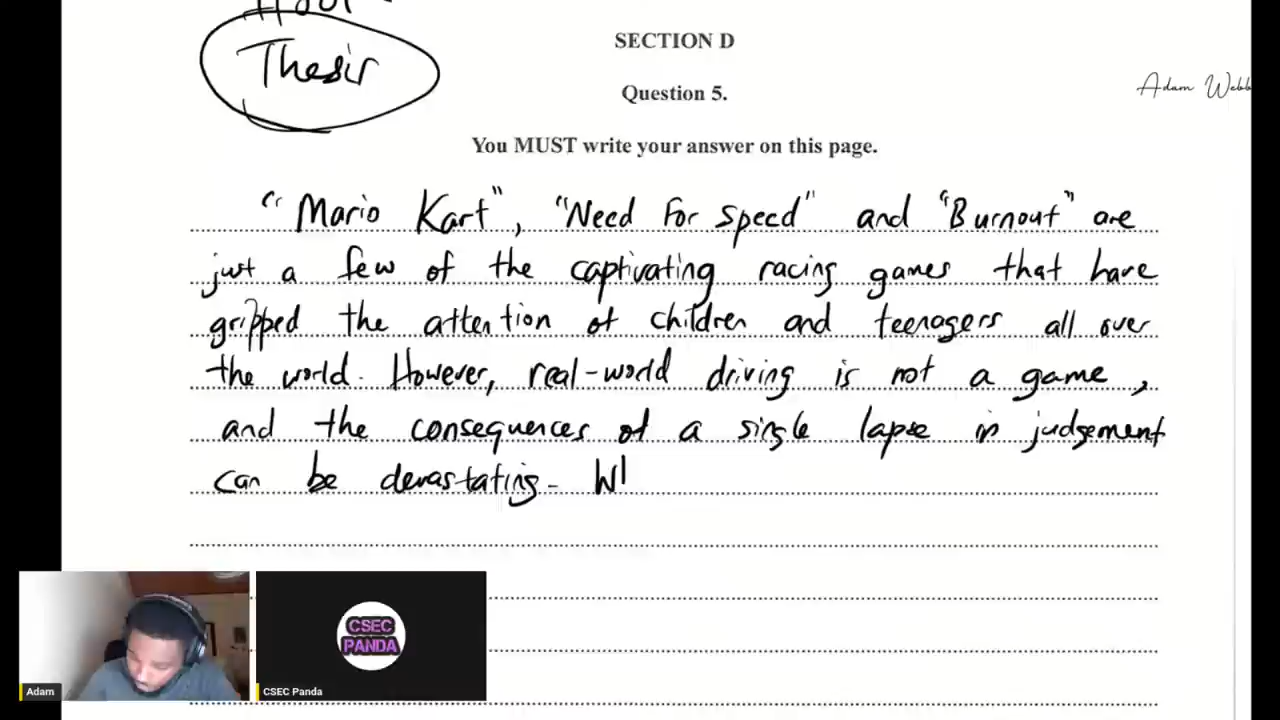 Thesis
SECTION D
Question 5.
Adam Webb
You MUST write your answer on this page.
"Mario Kart", "Need For Speed" and "Burnout" are
just a few of the captivating racing games that have
gripped the attention of children and teenagers all over
the world. However, real-world driving is not a game,
and the consequences of a single lapse in judgement
can be devastating.
Adam
CSEC
PANDA
CSEC Panda